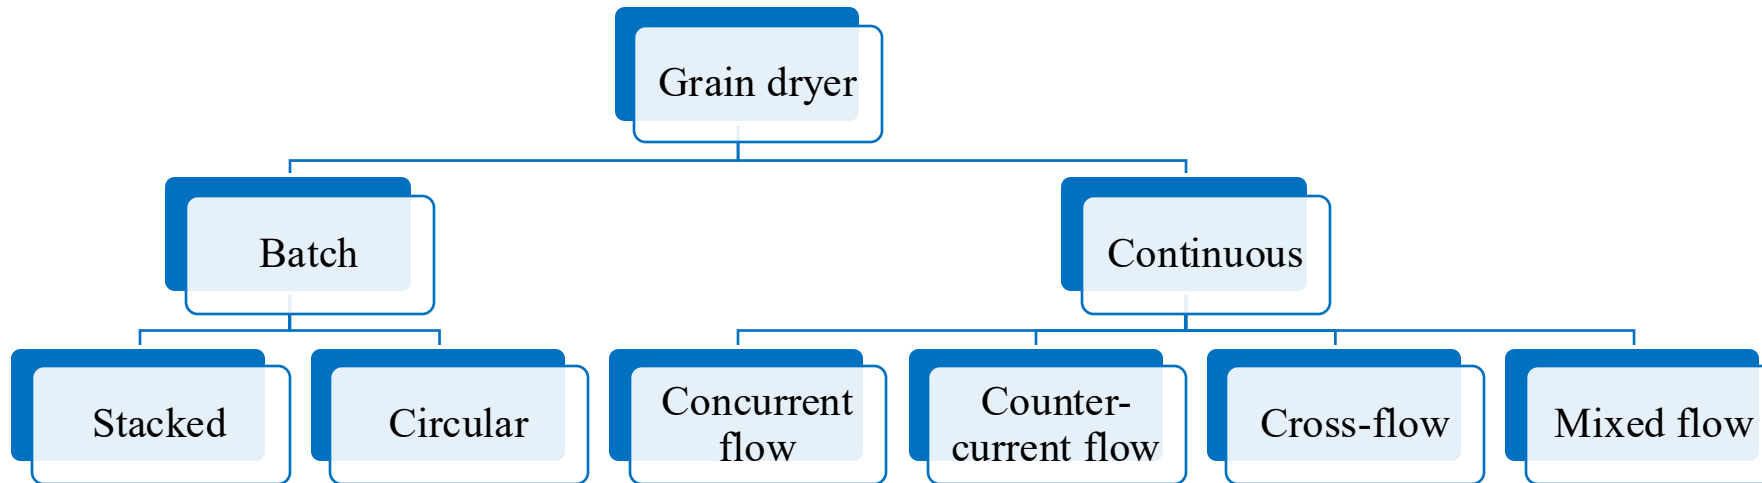 Grain dryer
Batch
Continuous
Stacked
Circular
Concurrent
flow
Counter-
current flow
Cross-flow
Mixed flow